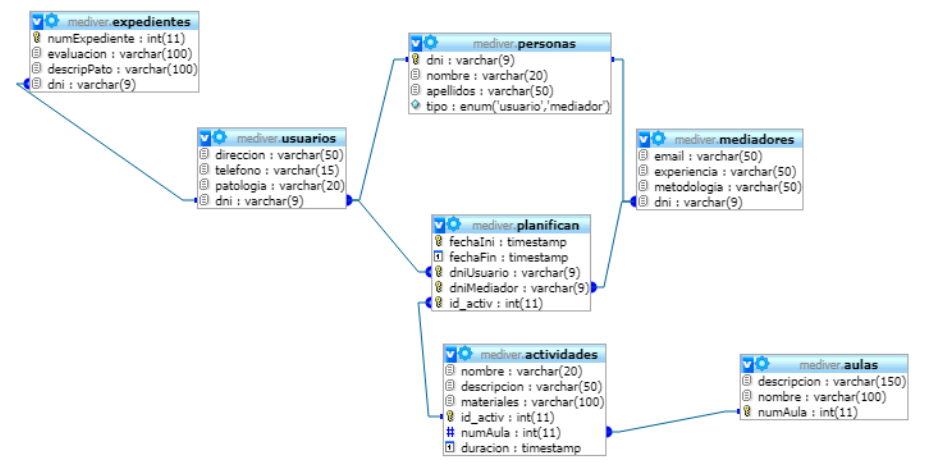 mediver.expedientes
numExpediente : int(11)
evaluacion : varchar(100)
descripPato : varchar(100)
dni : varchar(9)
mediver.personas
dni : varchar(9)
nombre : varchar(20)
apellidos : varchar(50)
tipo : enum('usuario','mediador')
mediver.usuarios
direccion : varchar(50)
telefono : varchar(15)
patologia : varchar(20)
dni : varchar(9)
mediver.mediadores
email : varchar(50)
experiencia : varchar(50)
metodologia : varchar(50)
dni : varchar(9)
mediver.planifican
fechaIni : timestamp
fechaFin : timestamp
dniUsuario : varchar(9)
dniMediador : varchar(9)
id_activ : int(11)
mediver.actividades
nombre : varchar(20)
descripcion : varchar(50)
materiales : varchar(100)
id_activ : int(11)
# numAula : int(11)
duracion : timestamp
mediver.aulas
descripcion : varchar(150)
nombre : varchar(100)
numAula : int(11)